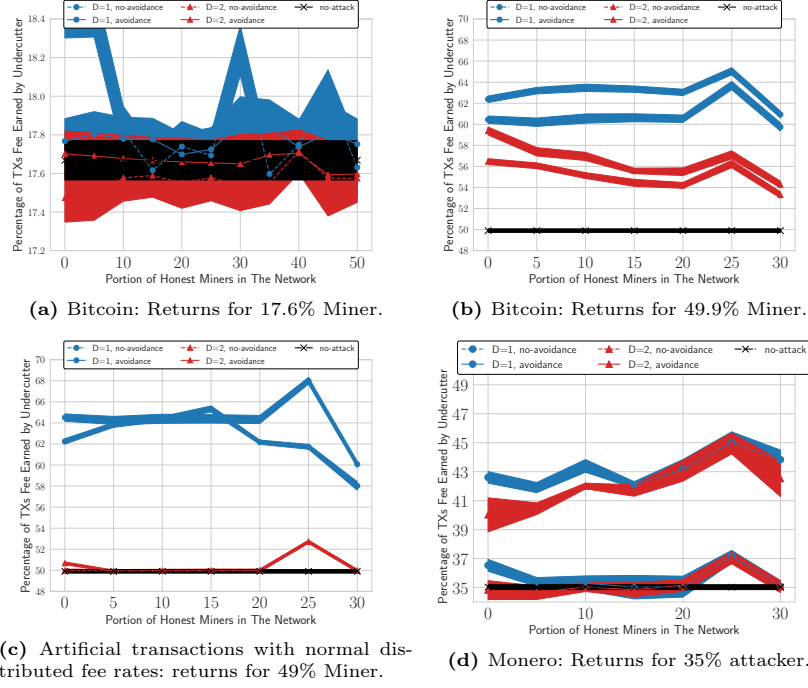 D=1, no-avoidance D=2, no-avoidance no-attack
D=1, avoidance D=2, avoidance
Percentage of TXs Fee Earned by Undercutter
18.4
18.2
18.0
17.8
17.6
17.4
17.2
0 10 20 30 40 50
Portion of Honest Miners in The Network
(a) Bitcoin: Returns for 17.6% Miner.
D=1, no-avoidance D=2, no-avoidance no-attack
D=1, avoidance D=2, avoidance
Percentage of TXs Fee Earned by Undercutter
70
68
66
64
62
60
58
56
54
52
50
48
0 5 10 15 20 25 30
Portion of Honest Miners in The Network
(b) Bitcoin: Returns for 49.9% Miner.
D=1, no-avoidance D=2, no-avoidance no-attack
D=1, avoidance D=2, avoidance
Percentage of TXs Fee Earned by Undercutter
70
68
66
64
62
60
58
56
54
52
50
48
0 5 10 15 20 25 30
Portion of Honest Miners in The Network
(c) Artificial transactions with normal dis-
tributed fee rates: returns for 49% Miner.
D=1, no-avoidance D=2, no-avoidance no-attack
D=1, avoidance D=2, avoidance
Percentage of TXs Fee Earned by Undercutter
49
47
45
43
41
39
37
35
0 5 10 15 20 25 30
Portion of Honest Miners in The Network
(d) Monero: Returns for 35% attacker.